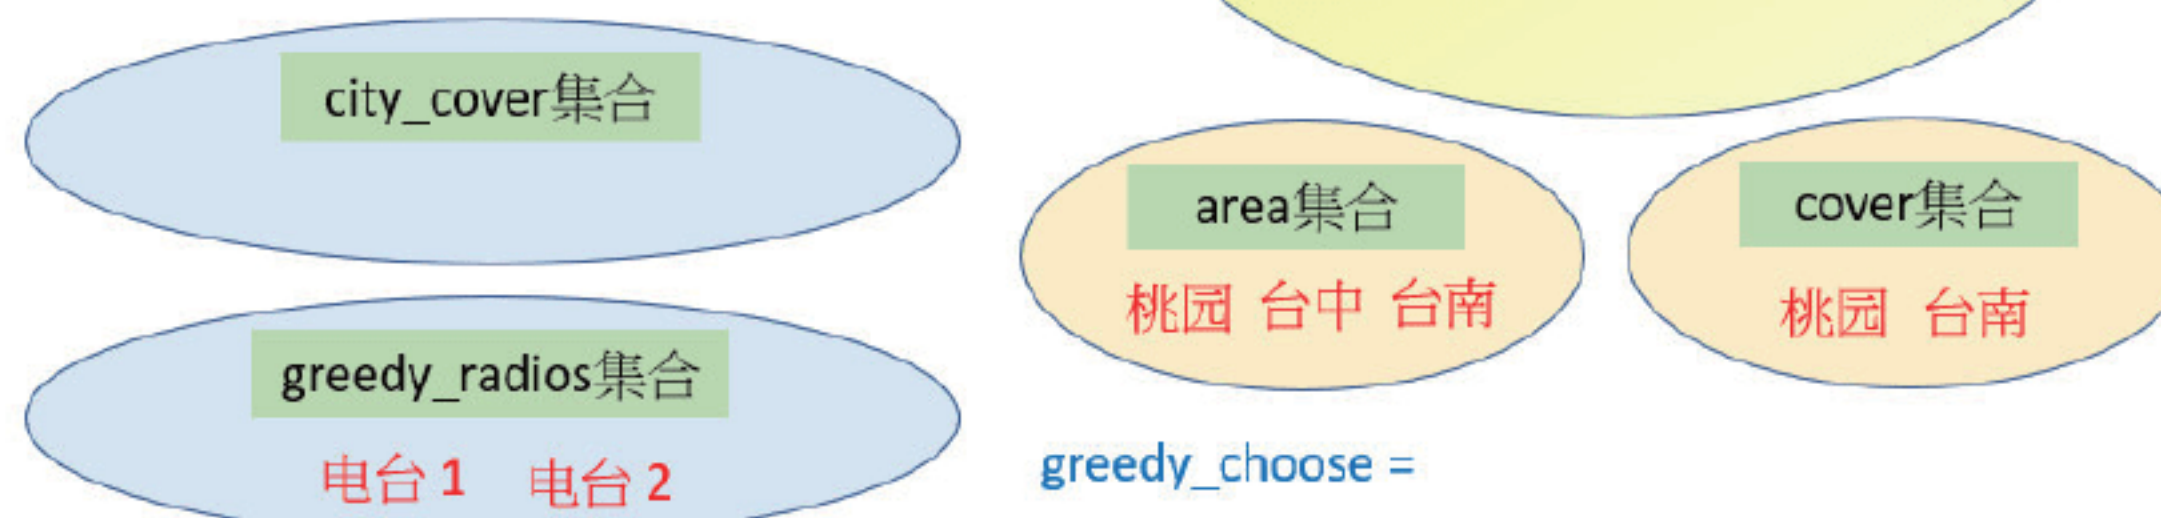 city_cover集合
greedy_radios集合
电台 1 电台 2
area集合
桃园 台中 台南
cover集合
桃园 台南
greedy_choose =